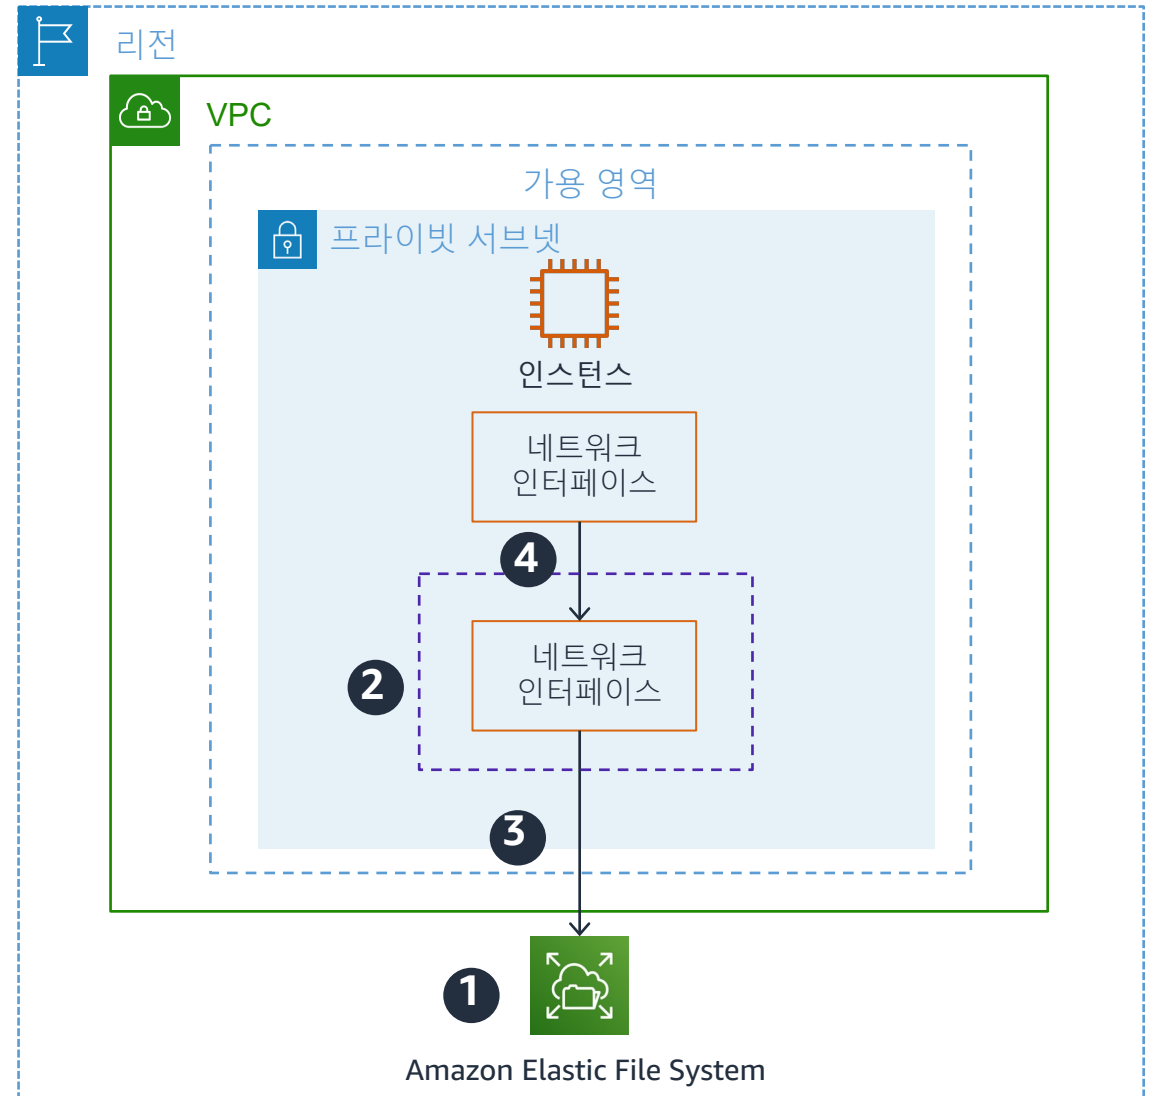 리전
VPC
가용 영역
프라이빗 서브넷
인스턴스
네트워크
인터페이스
4
네트워크
인터페이스
2
3
1
Amazon Elastic File System